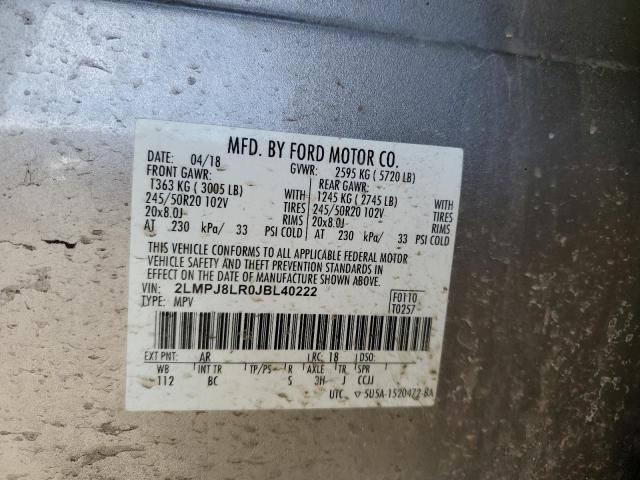 MFD. BY FORD MOTOR CO.
DATE: 04/18 GVWR: 2595 KG ( 5720 LB)
FRONT GAWR: REAR GAWR:
1363 KG ( 3005 LB) WITH 1245 KG ( 2745 LB) WITH
245/50R20 102V TIRES 245/50R20 102V TIRES
20x8.0J RIMS 20x8.0J RIMS
AT 230 kPa/ 33 PSI COLD AT 230 kPa/ 33 PSI COLD
THIS VEHICLE CONFORMS TO ALL APPLICABLE FEDERAL MOTOR
VEHICLE SAFETY AND THEFT PREVENTION STANDARDS IN
EFFECT ON THE DATE OF MANUFACTURE SHOWN ABOVE.
VIN: 2LMPJ8LR0JBL40222 F0110
TYPE: MPV T0257
EXT PNT: AR RC: 18 DSO:
WB INT TR TP/PS R AXLE TR SPR
112 BC S 3H J CCJJ
UTC ▽ 5U5A-1520472-BA